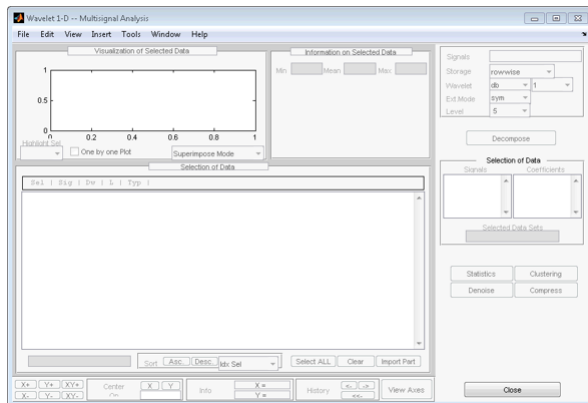 Wavelet 1-D -- Multisignal Analysis
File Edit View Insert Tools Window Help
Visualization of Selected Data
1
0.5
0
0 0.2 0.4 0.6 0.8 1
Highlight Sel
One by one Plot
Superimpose Mode
Information on Selected Data
Min Mean Max
Selection of Data
Sel | Sig | Dw | L | Typ |
Sort Asc. Desc. Idx Sel
Select ALL Clear Import Part
X+ Y+ XY+
X- Y- XY-
Center
On
X Y
Info
X =
Y =
History
<- ->
<<-
View Axes
Signals
Storage rowwise
Wavelet db 1
Ext.Mode sym
Level 5
Decompose
Selection of Data
Signals Coefficients
Selected Data Sets
Statistics Clustering
Denoise Compress
Close